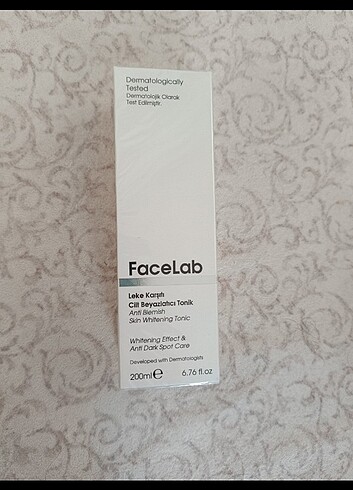 Dermatologically
Tested
Dermatolojik Olarak
Test Edilmiştir.
FaceLab
Leke Karşıtı
Cilt Beyazlatıcı Tonik
Anti Blemish
Skin Whitening Tonic
Whitening Effect &
Anti Dark Spot Care
Developed with Dermatologists
200ml e 6.76 fl.oz